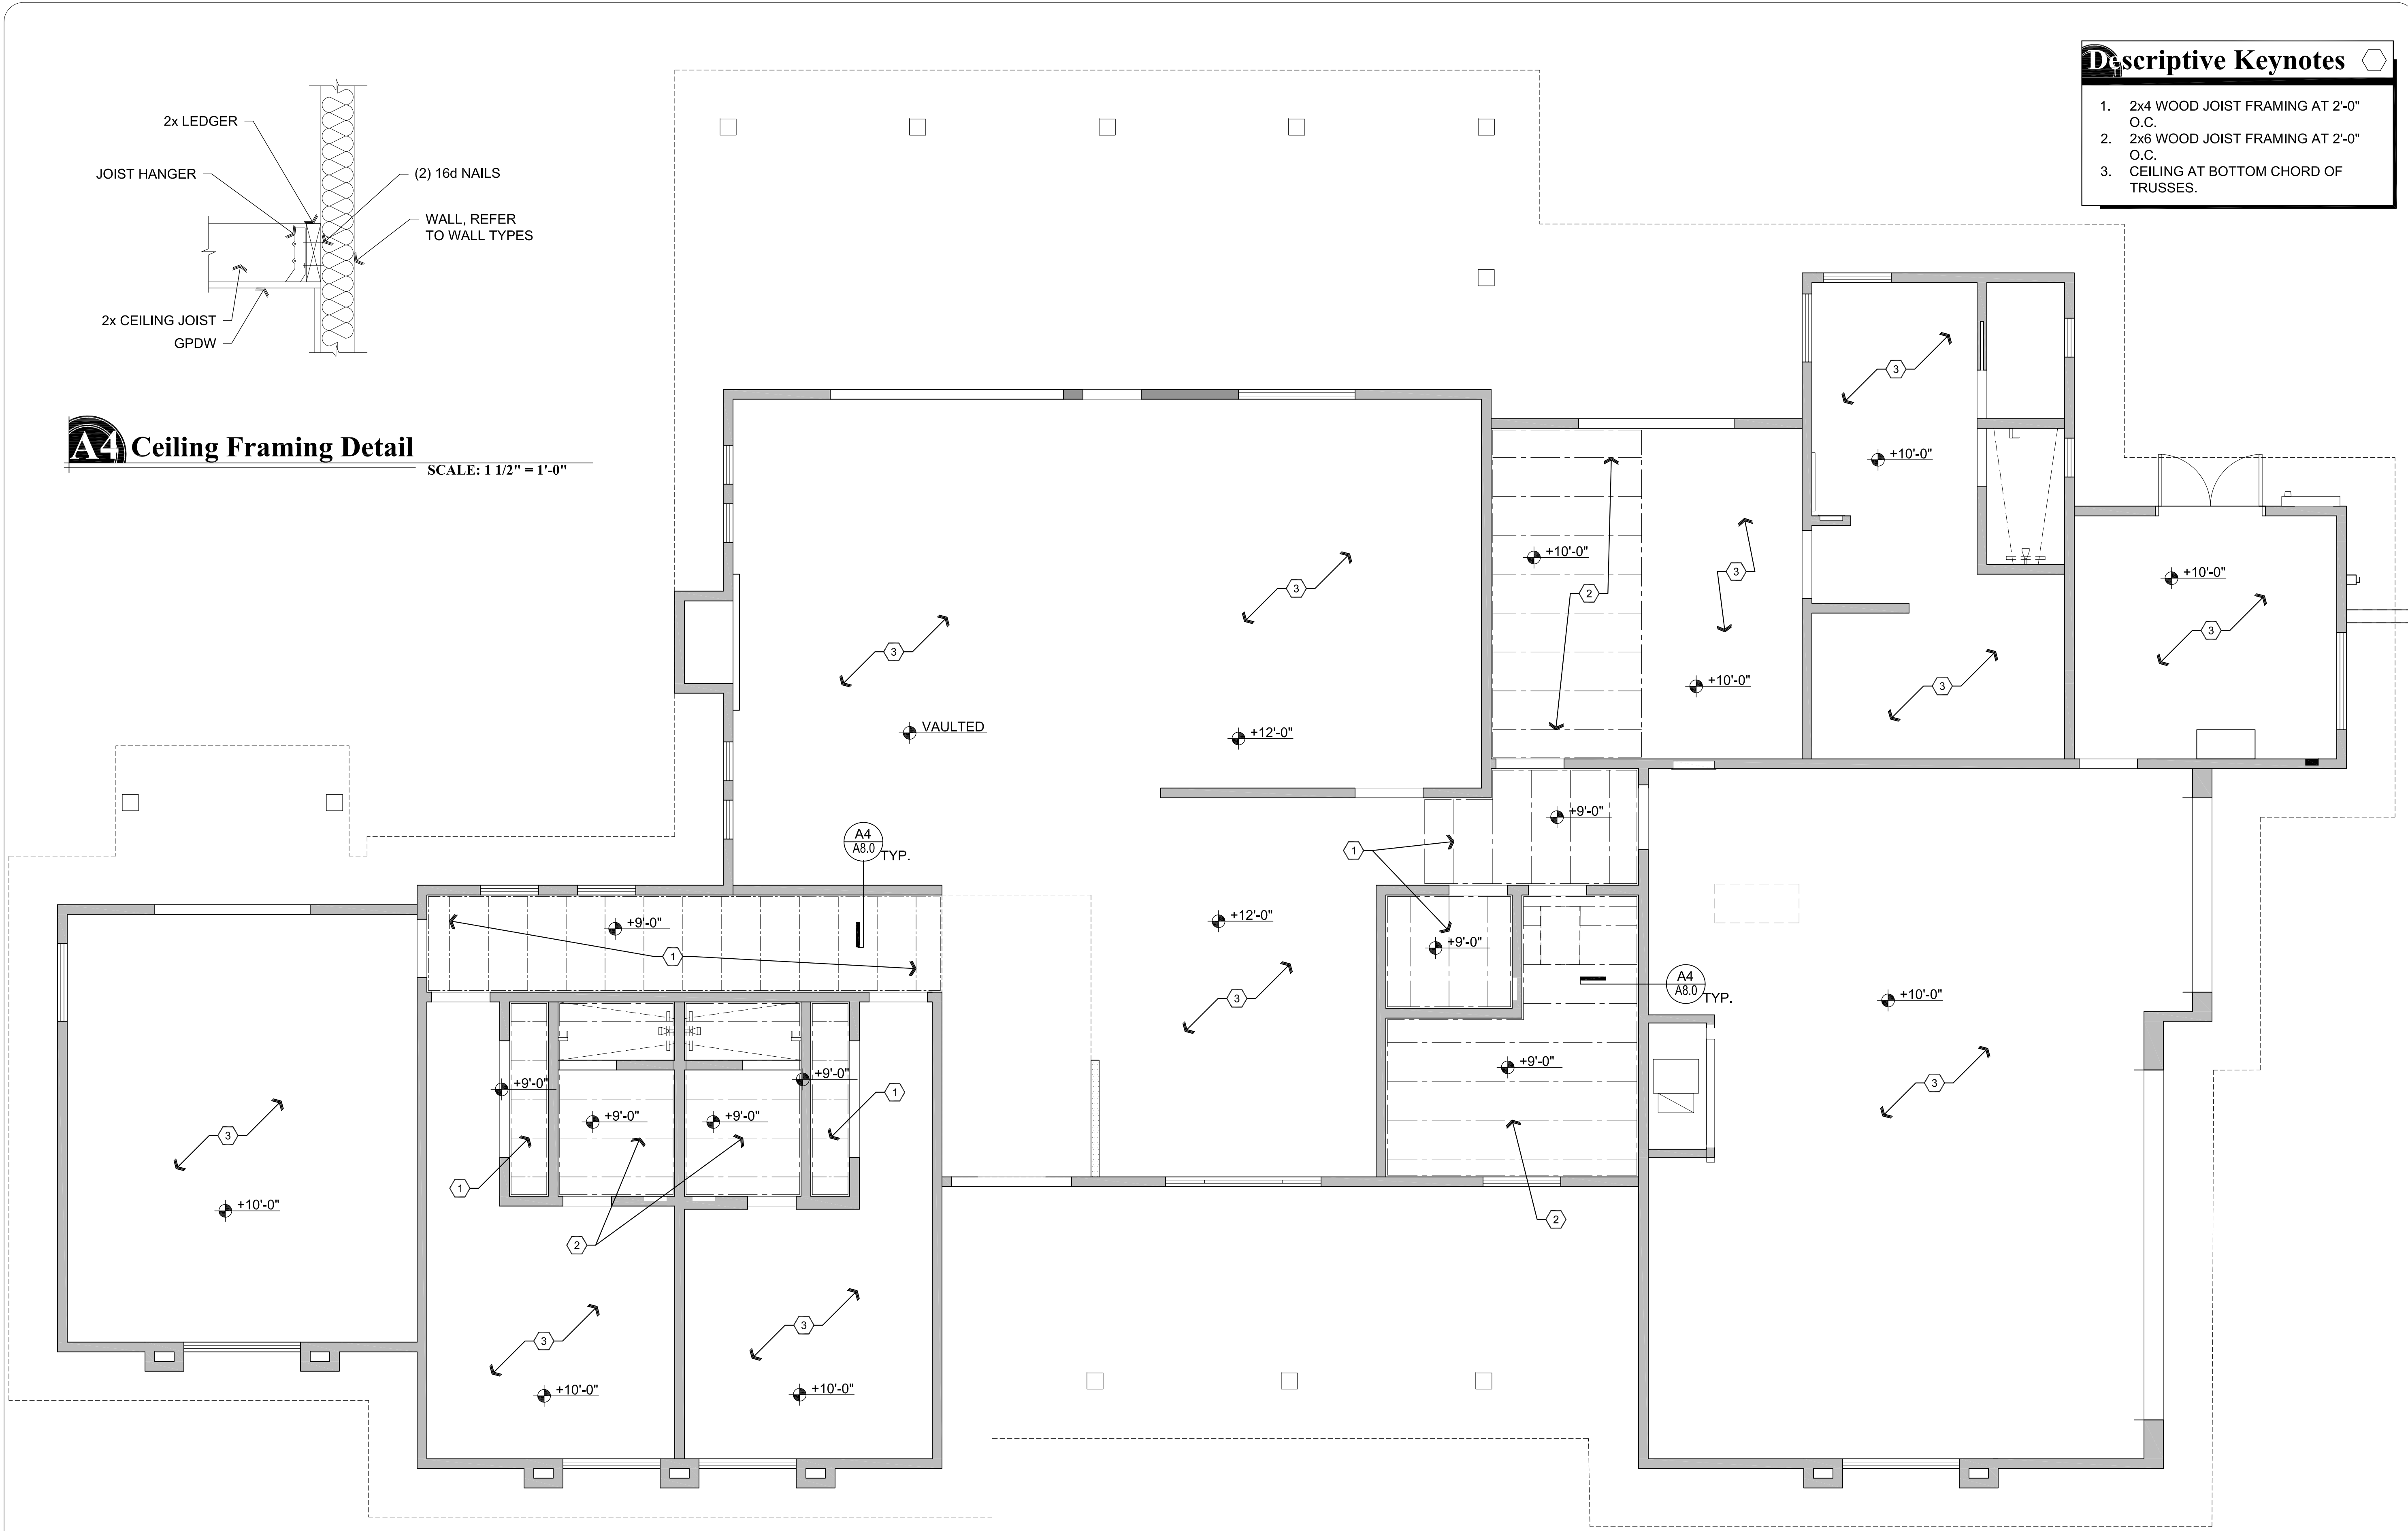 Descriptive Keynotes
1. 2x4 WOOD JOIST FRAMING AT 2'-0"
O.C.
2. 2x6 WOOD JOIST FRAMING AT 2'-0"
O.C.
3. CEILING AT BOTTOM CHORD OF
TRUSSES.
2x LEDGER
JOIST HANGER
(2) 16d NAILS
WALL, REFER
TO WALL TYPES
2x CEILING JOIST
GPDW
A4 Ceiling Framing Detail
SCALE: 1 1/2" = 1'-0"
3
+10'-0"
+10'-0"
+10'-0"
3
2
3
3
3
3
+10'-0"
VAULTED
+12'-0"
+9'-0"
A4
A8.0
TYP.
1
+9'-0"
+12'-0"
+9'-0"
1
3
A4
A8.0
TYP.
+10'-0"
+9'-0"
3
+9'-0"
+9'-0"
1
+9'-0"
+9'-0"
3
1
+10'-0"
2
2
3
3
+10'-0"
+10'-0"